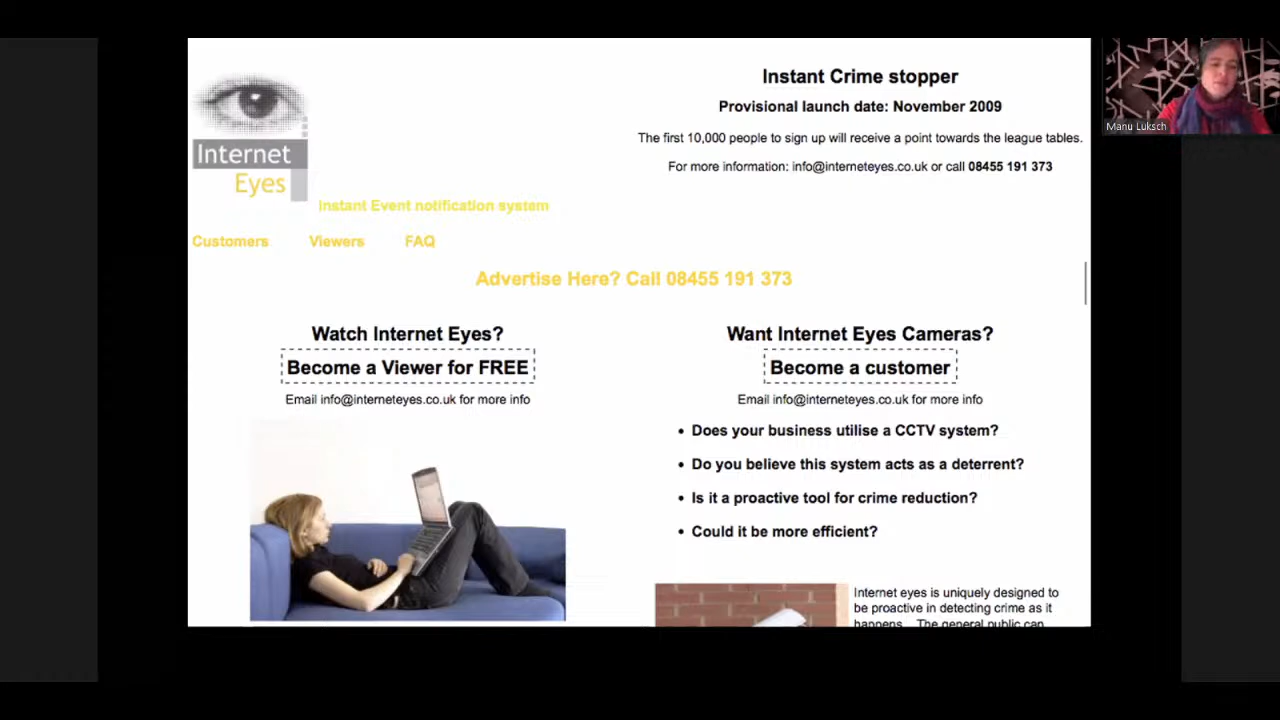 Internet
Eyes
Instant Event notification system
Instant Crime stopper
Provisional launch date: November 2009
The first 10,000 people to sign up will receive a point towards the league tables.
For more information: info@interneteyes.co.uk or call 08455 191 373
Manu Luksch
Customers Viewers FAQ
Advertise Here? Call 08455 191 373
Watch Internet Eyes?
Become a Viewer for FREE
Email info@interneteyes.co.uk for more info
Want Internet Eyes Cameras?
Become a customer
Email info@interneteyes.co.uk for more info
• Does your business utilise a CCTV system?
• Do you believe this system acts as a deterrent?
• Is it a proactive tool for crime reduction?
• Could it be more efficient?
Internet eyes is uniquely designed to
be proactive in detecting crime as it
happens. The general public can